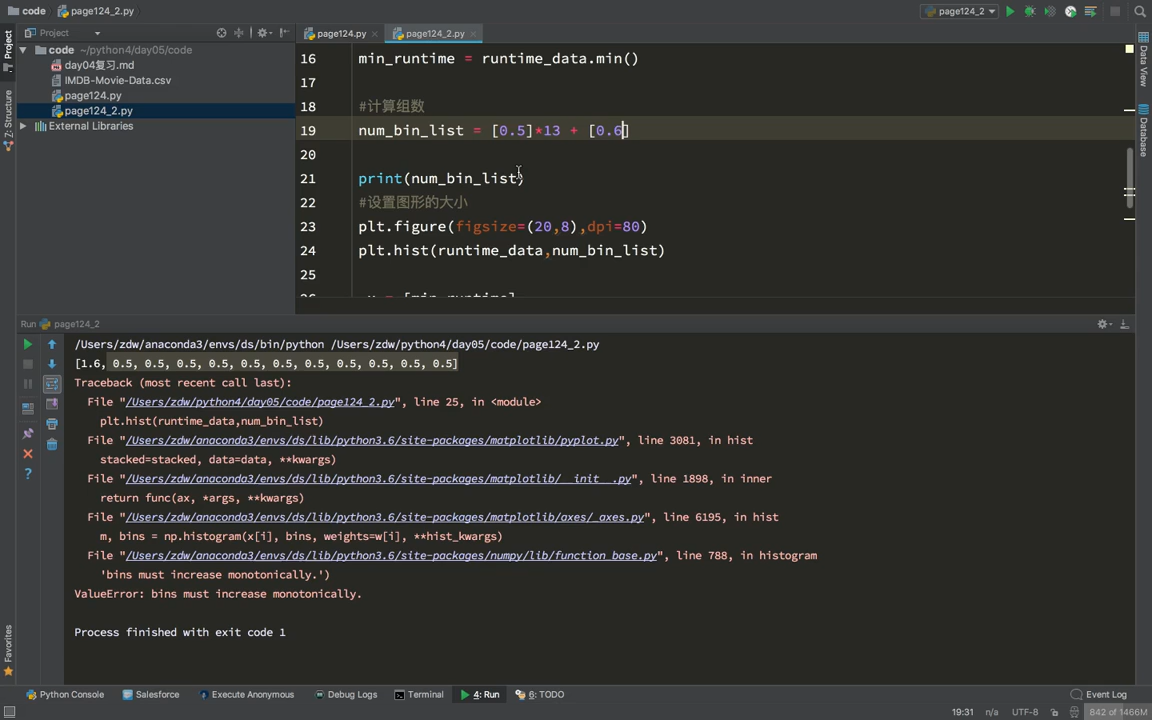 code
page124_2.py
page124_2
Project
page124.py
page124_2.py
code ~/python4/day05/code
day04复习.md
IMDB-Movie-Data.csv
page124.py
page124_2.py
External Libraries
1: Project
7: Structure
Data View
Database
16 min_runtime = runtime_data.min()
17
18 #计算组数
19 num_bin_list = [0.5]*13 + [0.6]
20
21 print(num_bin_list)
22 #设置图形的大小
23 plt.figure(figsize=(20,8),dpi=80)
24 plt.hist(runtime_data,num_bin_list)
25
Run page124_2
/Users/zdw/anaconda3/envs/ds/bin/python /Users/zdw/python4/day05/code/page124_2.py
[1.6, 0.5, 0.5, 0.5, 0.5, 0.5, 0.5, 0.5, 0.5, 0.5, 0.5, 0.5]
Traceback (most recent call last):
File "/Users/zdw/python4/day05/code/page124_2.py", line 25, in <module>
plt.hist(runtime_data,num_bin_list)
File "/Users/zdw/anaconda3/envs/ds/lib/python3.6/site-packages/matplotlib/pyplot.py", line 3081, in hist
stacked=stacked, data=data, **kwargs)
File "/Users/zdw/anaconda3/envs/ds/lib/python3.6/site-packages/matplotlib/__init__.py", line 1898, in inner
return func(ax, *args, **kwargs)
File "/Users/zdw/anaconda3/envs/ds/lib/python3.6/site-packages/matplotlib/axes/_axes.py", line 6195, in hist
m, bins = np.histogram(x[i], bins, weights=w[i], **hist_kwargs)
File "/Users/zdw/anaconda3/envs/ds/lib/python3.6/site-packages/numpy/lib/function_base.py", line 788, in histogram
'bins must increase monotonically.')
ValueError: bins must increase monotonically.
Process finished with exit code 1
2: Favorites
Python Console
Salesforce
Execute Anonymous
Debug Logs
Terminal
4: Run
6: TODO
Event Log
19:31 n/a UTF-8 842 of 1466M